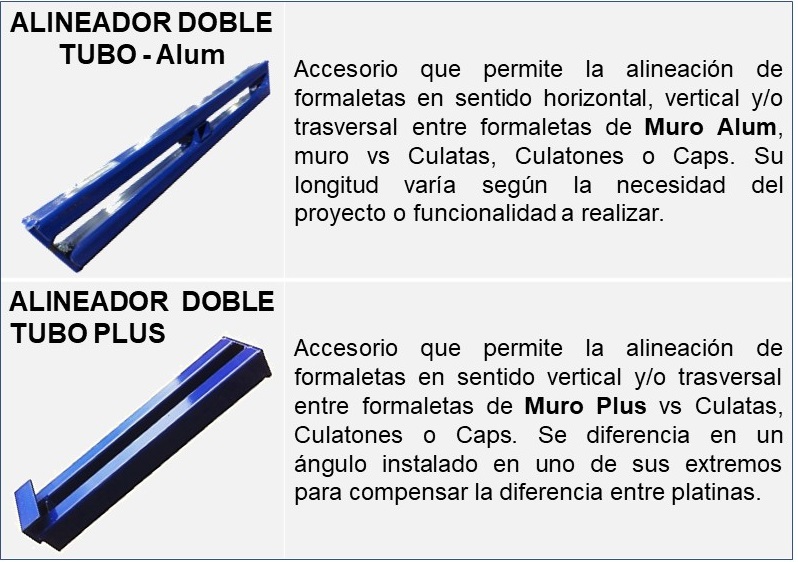 ALINEADOR DOBLE
TUBO - Alum
Accesorio que permite la alineación de
formaletas en sentido horizontal, vertical y/o
trasversal entre formaletas de Muro Alum,
muro vs Culatas, Culatones o Caps. Su
longitud varía según la necesidad del
proyecto o funcionalidad a realizar.
ALINEADOR DOBLE
TUBO PLUS
Accesorio que permite la alineación de
formaletas en sentido vertical y/o trasversal
entre formaletas de Muro Plus vs Culatas,
Culatones o Caps. Se diferencia en un
ángulo instalado en uno de sus extremos
para compensar la diferencia entre platinas.